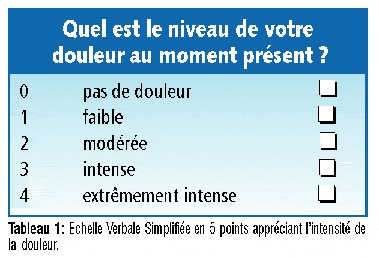 Quel est le niveau de votre
douleur au moment présent ?
0 pas de douleur
1 faible
2 modérée
3 intense
4 extrêmement intense
Tableau 1: Echelle Verbale Simplifiée en 5 points appréciant l'intensité de
la douleur.